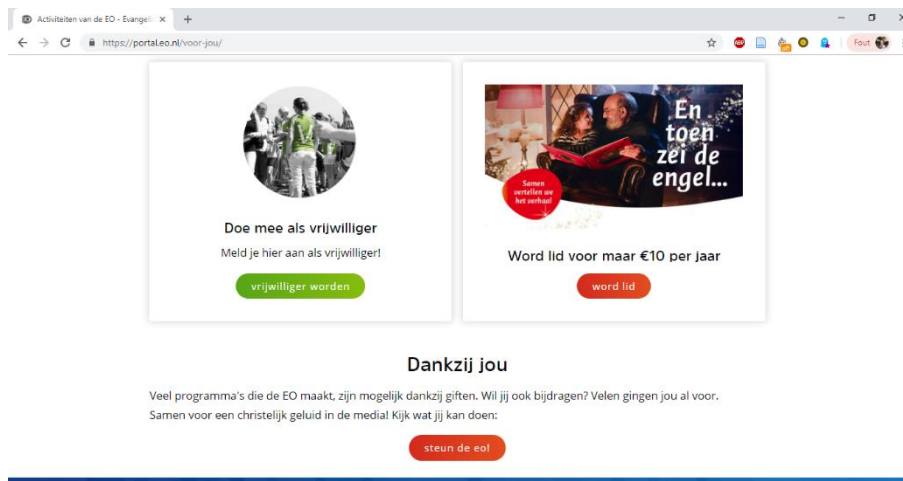 Activiteiten van de EO - Evangeli
https://portal.eo.nl/voor-jou/
ABP
Fout
En
toen
zei de
engel...
Samen
vertellen we
het verhaal
Doe mee als vrijwilliger
Meld je hier aan als vrijwilliger!
vrijwilliger worden
Word lid voor maar €10 per jaar
word lid
Dankzij jou
Veel programma's die de EO maakt, zijn mogelijk dankzij giften. Wil jij ook bijdragen? Velen gingen jou al voor.
Samen voor een christelijk geluid in de media! Kijk wat jij kan doen:
steun de eo!